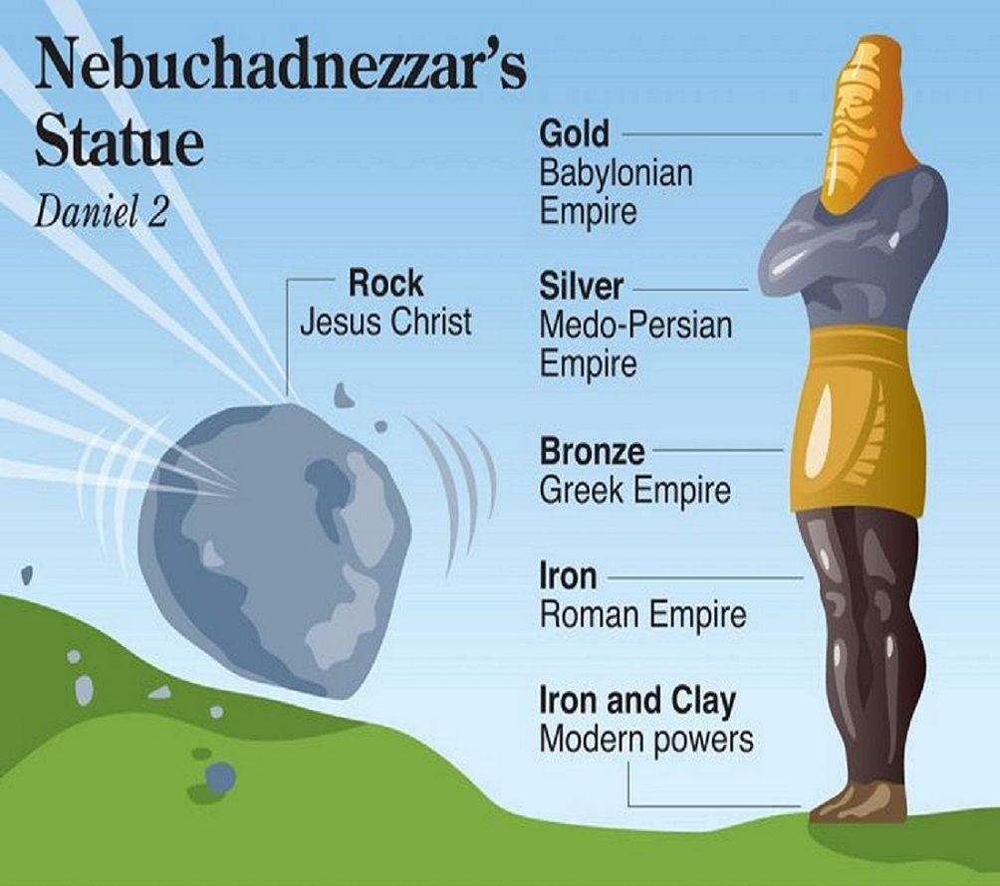 Nebuchadnezzar's
Statue
Daniel 2
Rock
Jesus Christ
Gold
Babylonian
Empire
Silver
Medo-Persian
Empire
Bronze
Greek Empire
Iron
Roman Empire
Iron and Clay
Modern powers